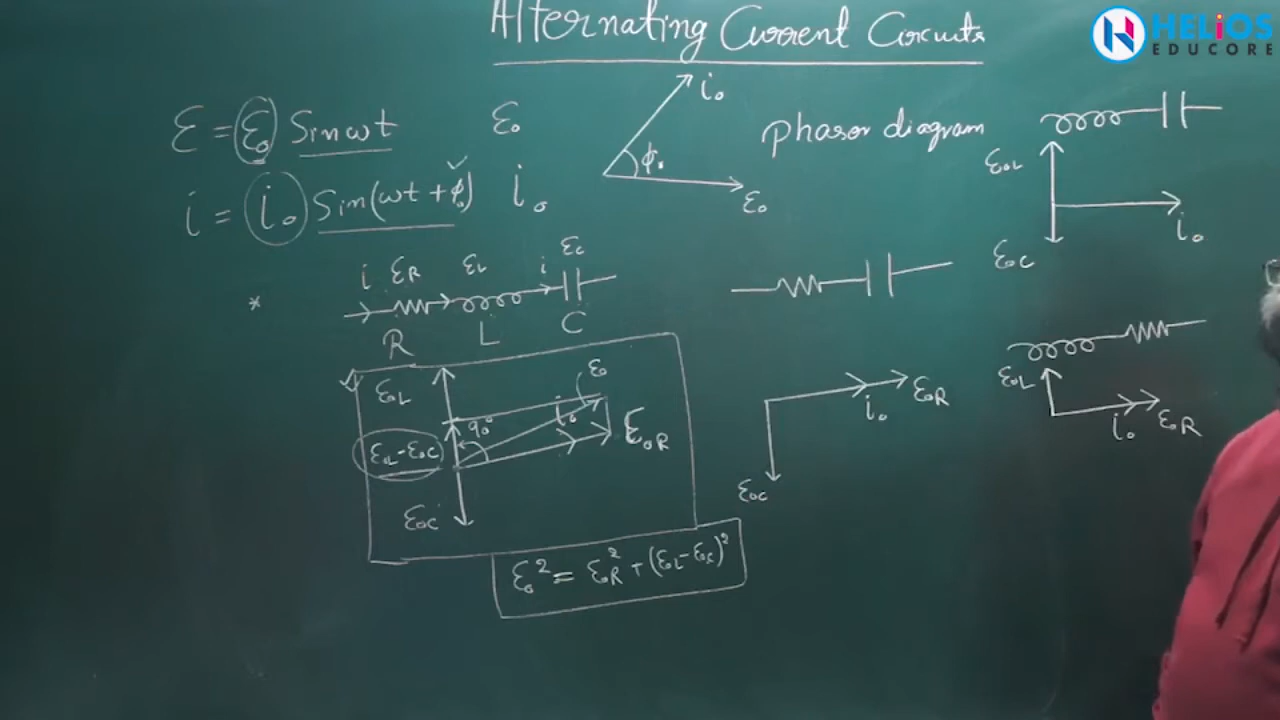 Alternating Current Circuits
HELiOS
EDUCORE
ε = ε₀ Sinωt
ε₀
i₀
ϕ₀
ε₀
phasor diagram
i = i₀ Sin(ωt + ϕ₀)
i₀
ε₀L
i₀
ε₀C
*
i
εR
εL
i
εC
R
L
C
ε₀L
90°
i₀
ε₀
ε₀L-ε₀C
ε₀R
ε₀C
i₀
ε₀R
ε₀C
ε₀L
i₀
ε₀R
ε₀² = ε₀R² + (ε₀L - ε₀C)²